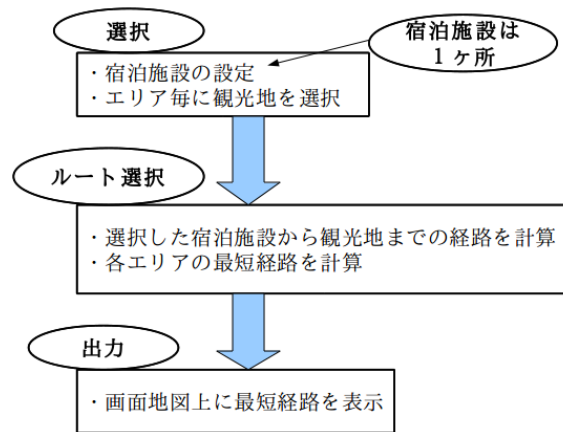 選択
宿泊施設は
1 ヶ所
・宿泊施設の設定
・エリア毎に観光地を選択
ルート選択
・選択した宿泊施設から観光地までの経路を計算
・各エリアの最短経路を計算
出力
・画面地図上に最短経路を表示